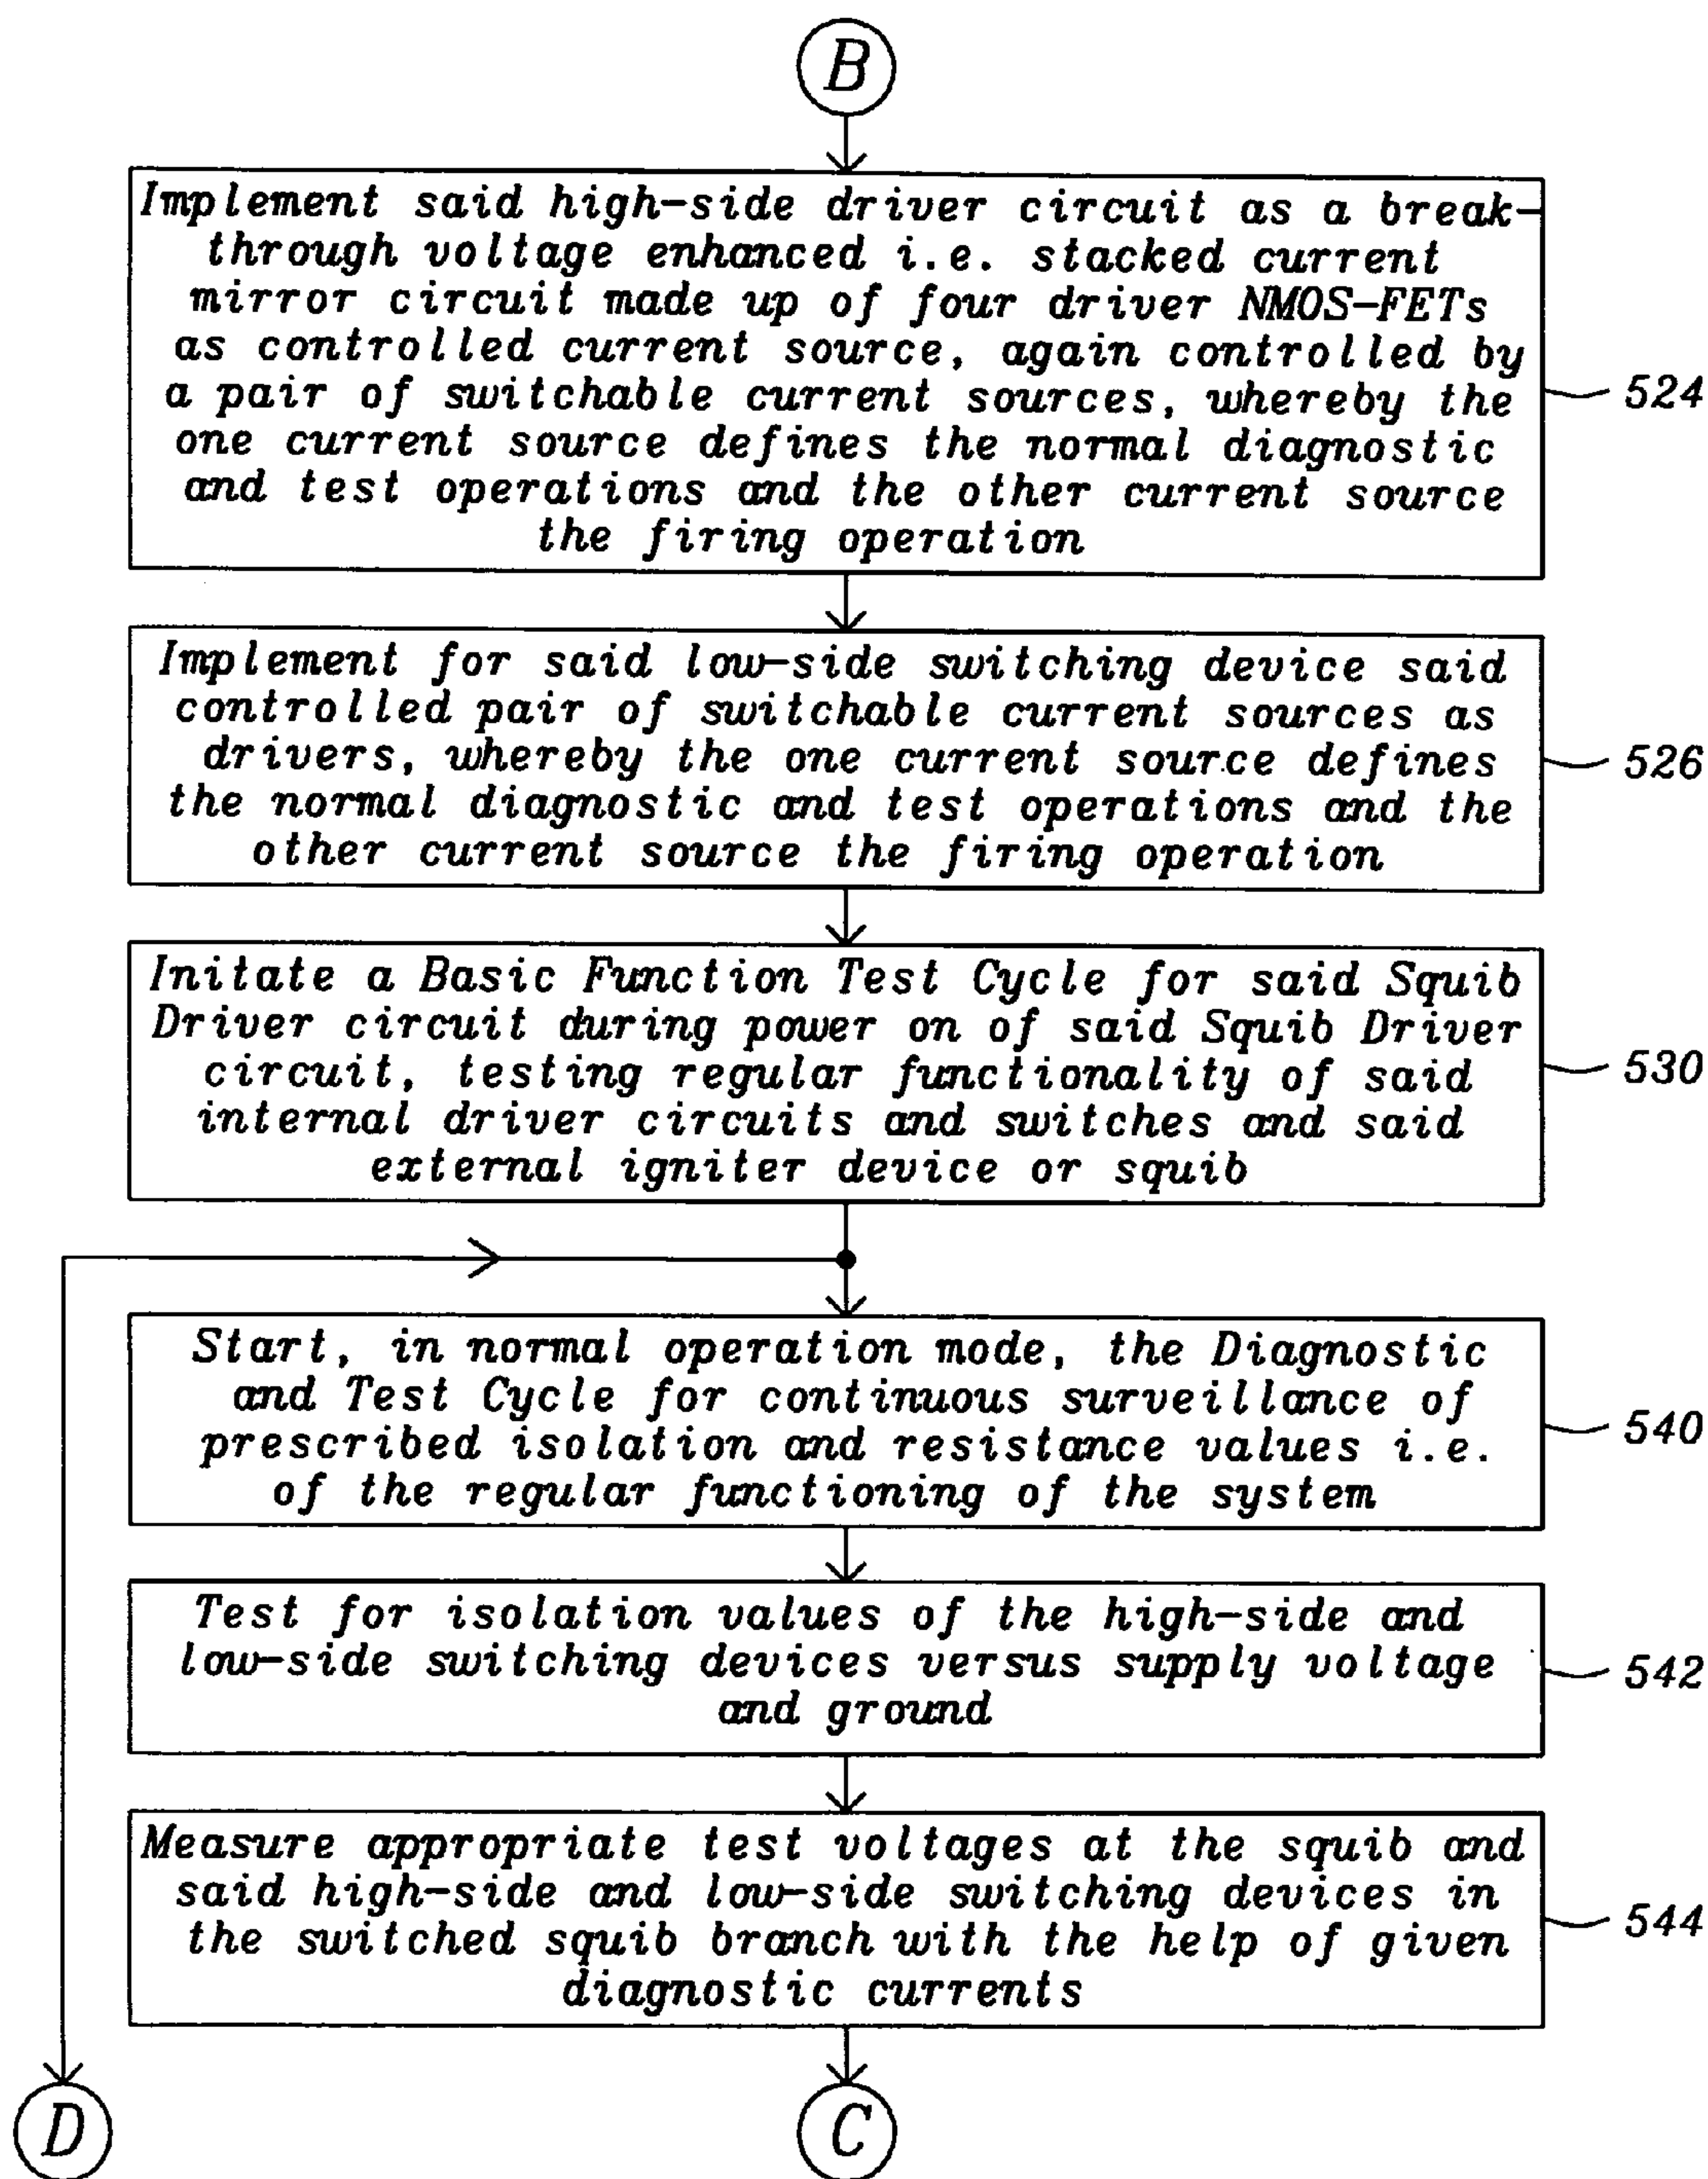 B
Implement said high-side driver circuit as a break-
through voltage enhanced i.e. stacked current
mirror circuit made up of four driver NMOS-FETs
as controlled current source, again controlled by
a pair of switchable current sources, whereby the
one current source defines the normal diagnostic
and test operations and the other current source
the firing operation
524
Implement for said low-side switching device said
controlled pair of switchable current sources as
drivers, whereby the one current source defines
the normal diagnostic and test operations and the
other current source the firing operation
526
Initate a Basic Function Test Cycle for said Squib
Driver circuit during power on of said Squib Driver
circuit, testing regular functionality of said
internal driver circuits and switches and said
external igniter device or squib
530
Start, in normal operation mode, the Diagnostic
and Test Cycle for continuous surveillance of
prescribed isolation and resistance values i.e.
of the regular functioning of the system
540
Test for isolation values of the high-side and
low-side switching devices versus supply voltage
and ground
542
Measure appropriate test voltages at the squib and
said high-side and low-side switching devices in
the switched squib branch with the help of given
diagnostic currents
544
D
C